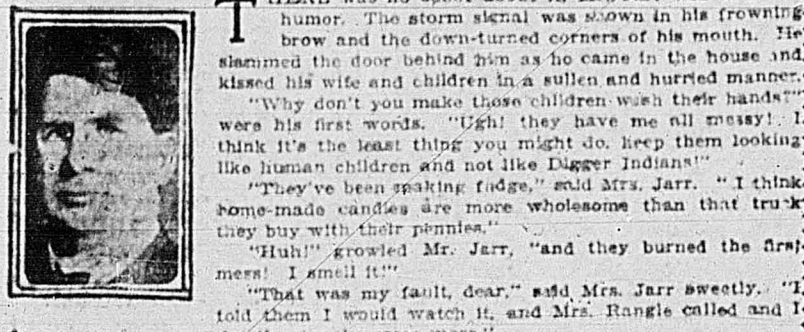 THERE was no
humor. The storm signal was shown in his frowning
brow and the down-turned corners of his mouth. He
slammed the door behind him as he came in the house and
kissed his wife and children in a sullen and hurried manner.
"Why don't you make those children wash their hands?"
were his first words. "Ugh! they have me all messy! I
think it's the least thing you might do, keep them looking
like human children and not like Digger Indians!"
"They've been making fudge," said Mrs. Jarr. "I think
home-made candies are more wholesome than that truck
they buy with their pennies."
"Huh!" growled Mr. Jarr, "and they burned the first
mess! I smell it!"
"That was my fault, dear," said Mrs. Jarr sweetly. "I
told them I would watch it, and Mrs. Rangle called and I